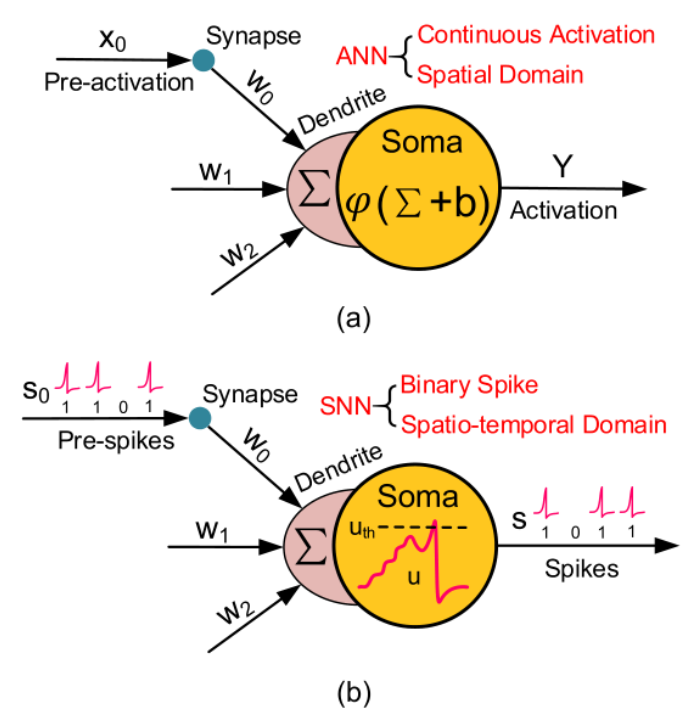 x0
Synapse
ANN
Continuous Activation
Spatial Domain
Pre-activation
w0
Dendrite
Soma
w1
Σ
φ(Σ+b)
Y
Activation
w2
(a)
s0
1 1 0 1
Synapse
SNN
Binary Spike
Spatio-temporal Domain
Pre-spikes
w0
Dendrite
Soma
uth
w1
Σ
u
s
1 0 1 1
Spikes
w2
(b)